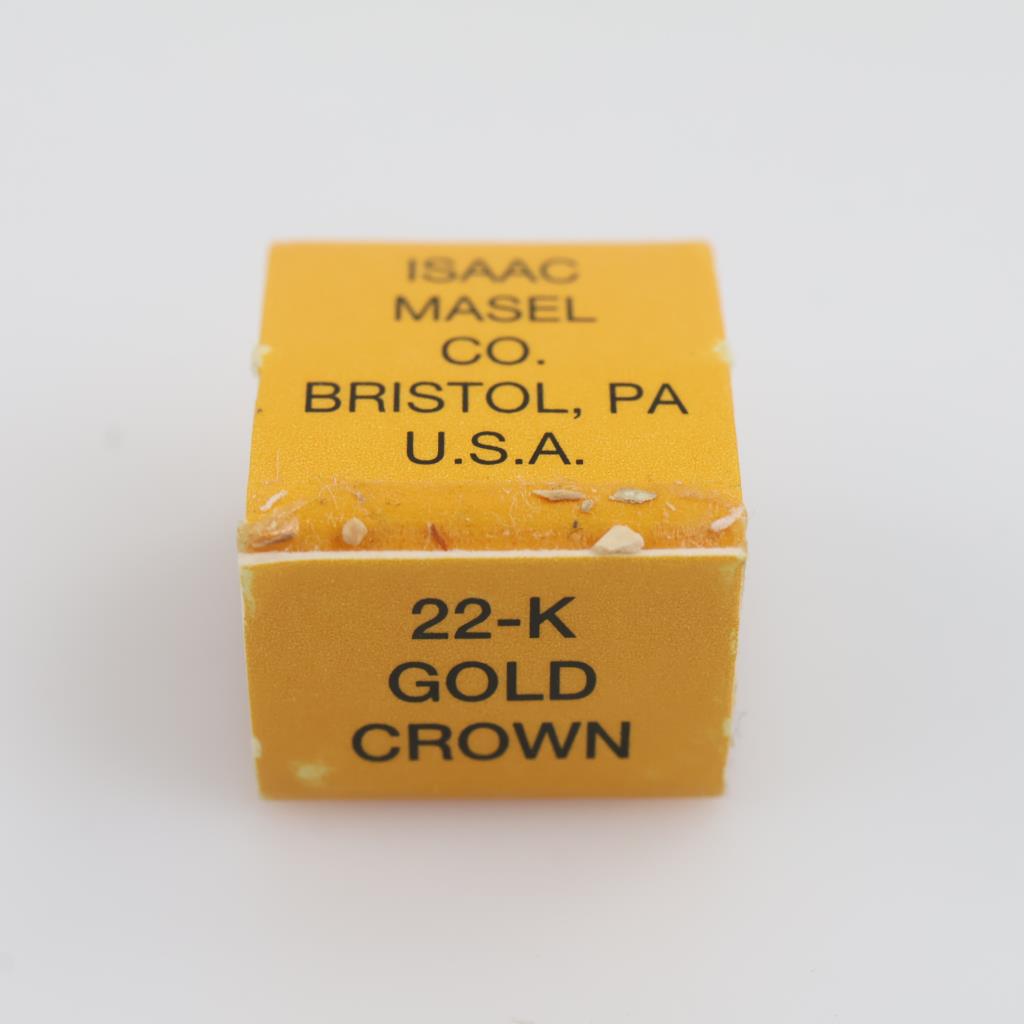 ISAAC
MASEL
CO.
BRISTOL, PA
U.S.A.
22-K
GOLD
CROWN